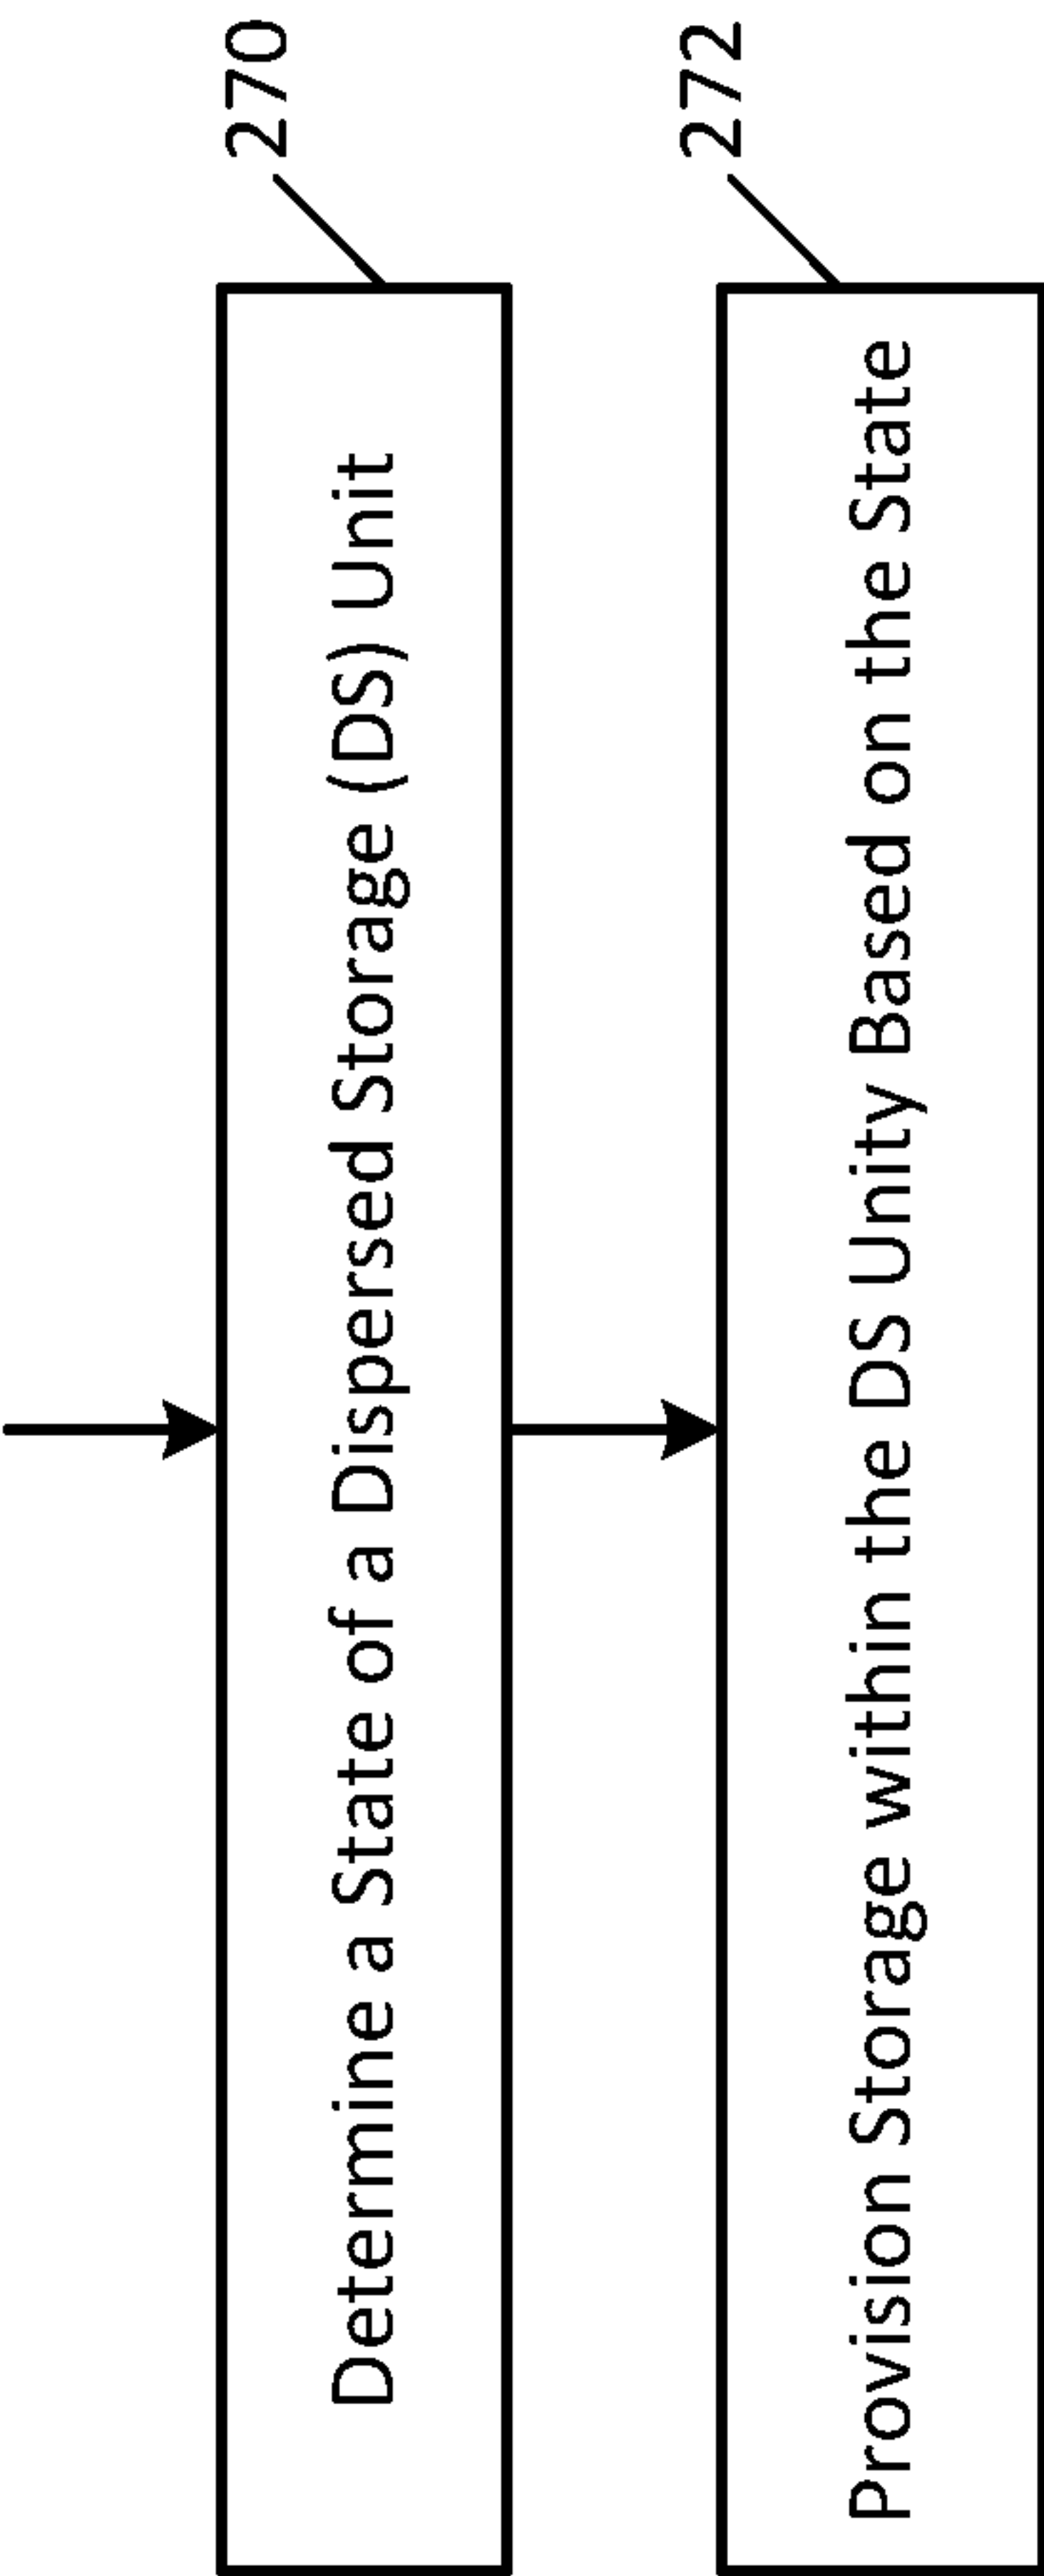 270
Determine a State of a Dispersed Storage (DS) Unit
272
Provision Storage within the DS Unity Based on the State